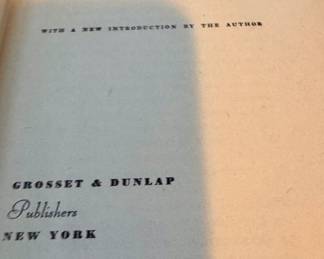 WITH A NEW INTRODUCTION BY THE AUTHOR
GROSSET & DUNLAP
Publishers
NEW YORK